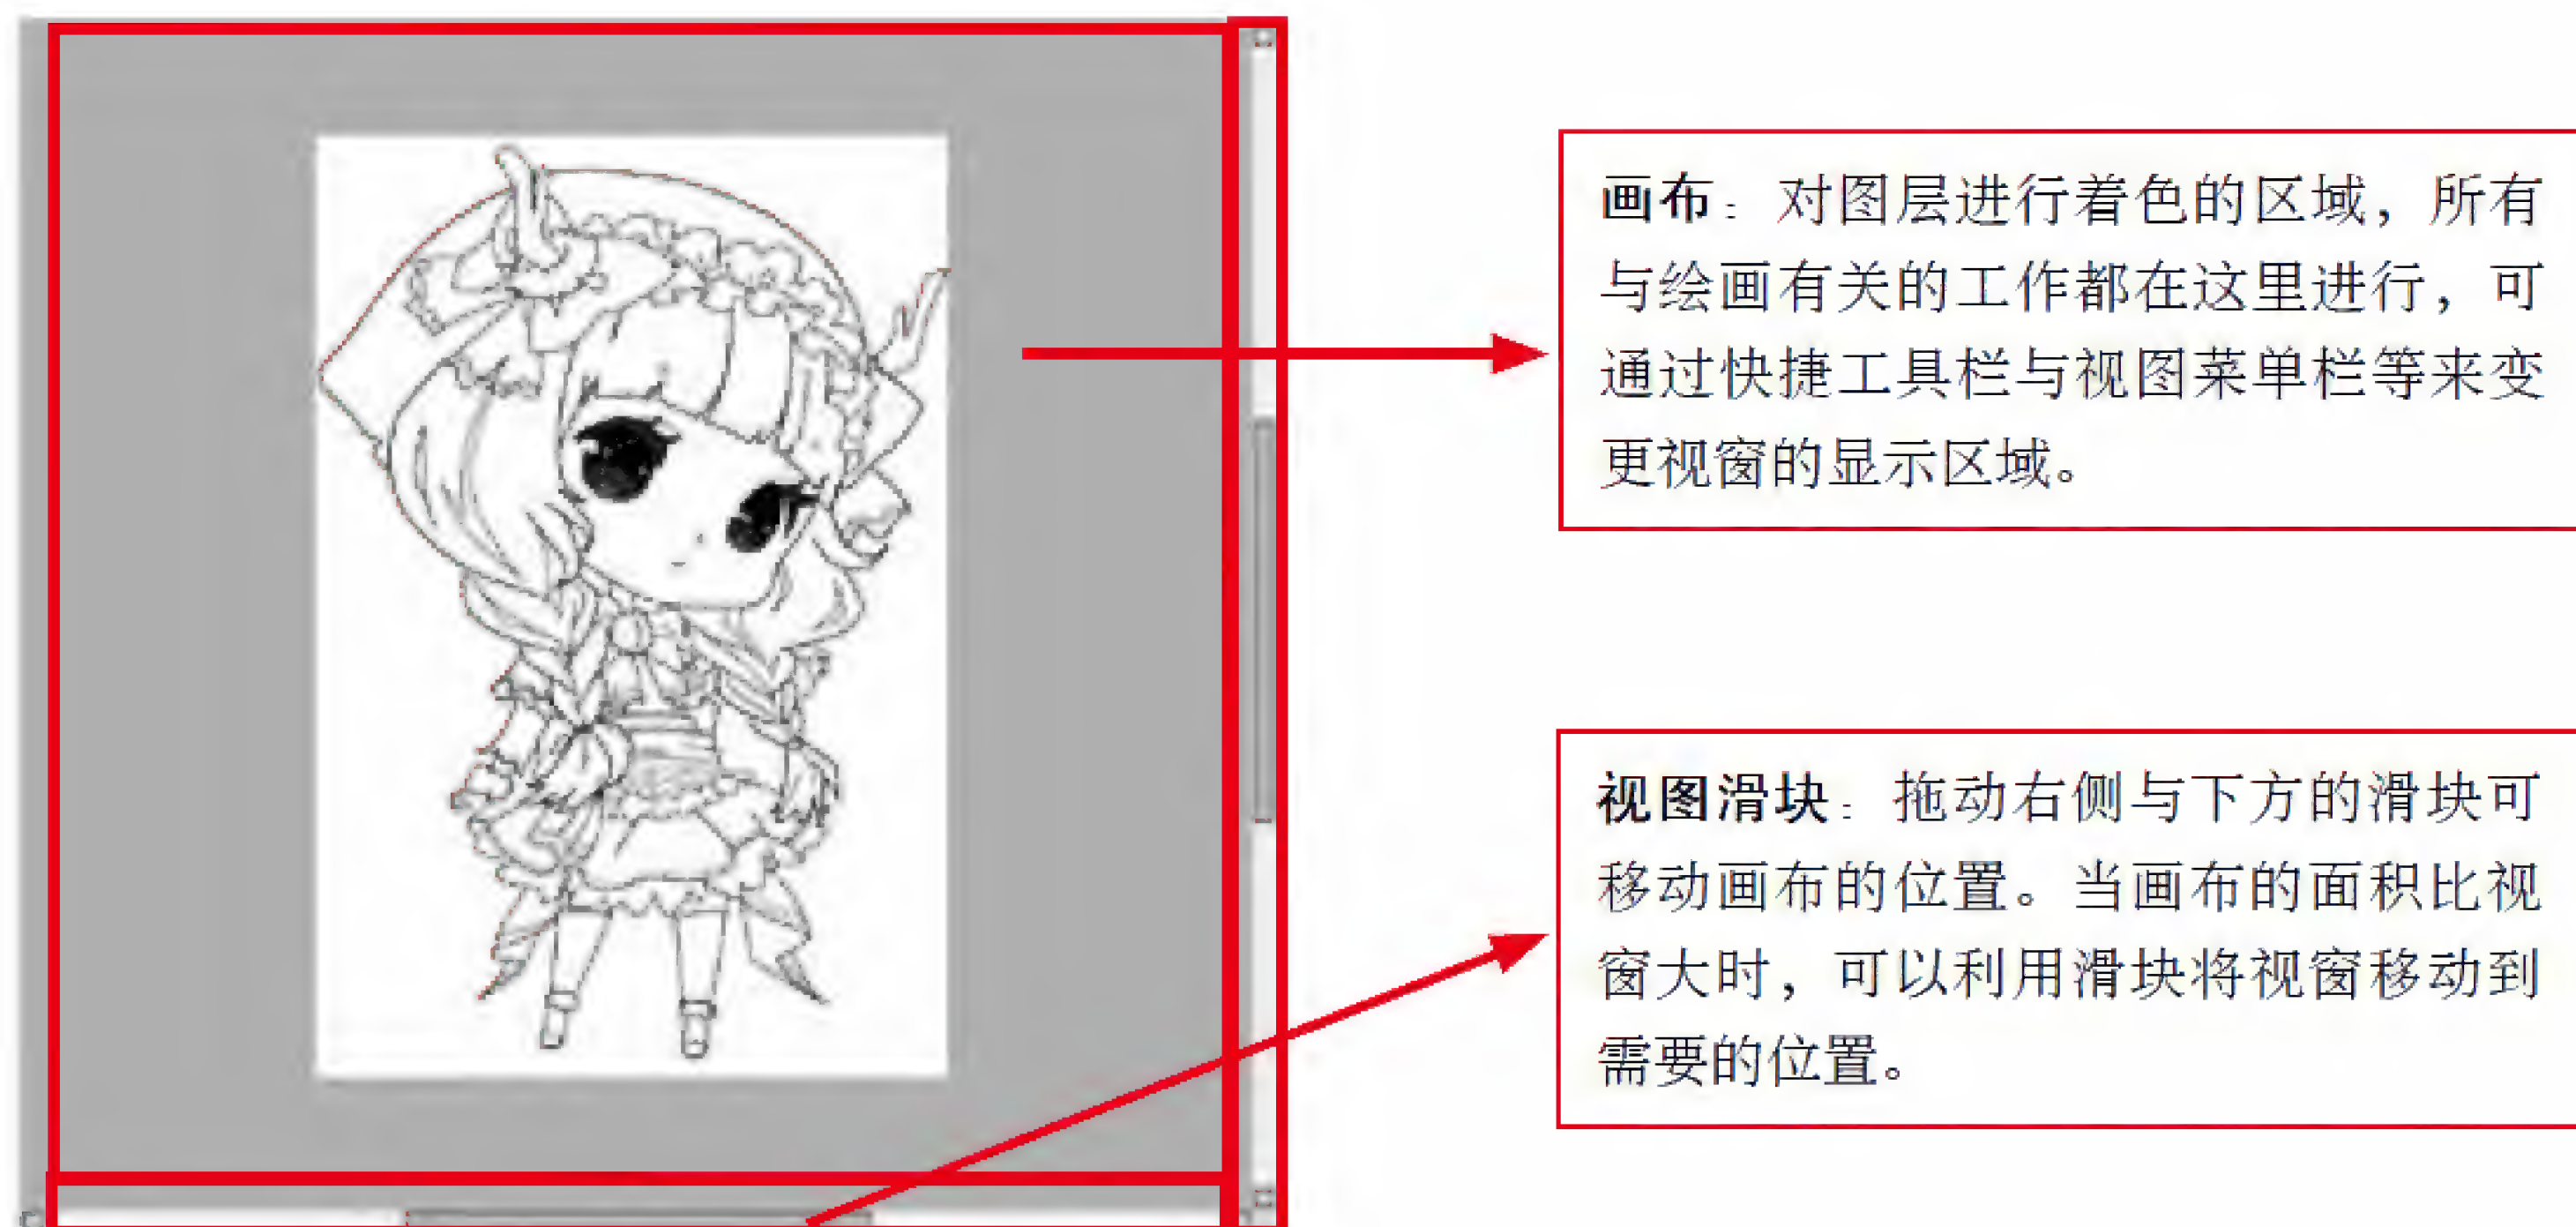 画布：对图层进行着色的区域，所有
与绘画有关的工作都在这里进行，可
通过快捷工具栏与视图菜单栏等来变
更视窗的显示区域。
视图滑块：拖动右侧与下方的滑块可
移动画布的位置。当画布的面积比视
窗大时，可以利用滑块将视窗移动到
需要的位置。